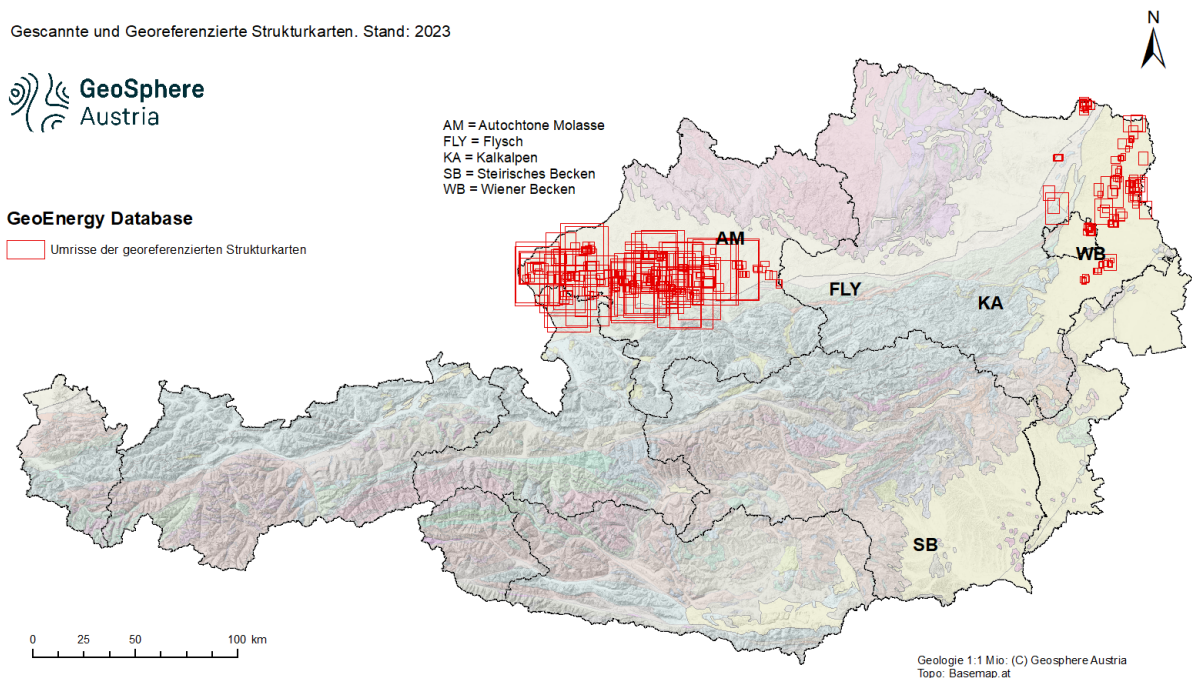 Gescannte und Georeferenzierte Strukturkarten. Stand: 2023
N
GeoSphere
Austria
AM = Autochtone Molasse
FLY = Flysch
KA = Kalkalpen
SB = Steirisches Becken
WB = Wiener Becken
GeoEnergy Database
Umrisse der georeferenzierten Strukturkarten
AM
WB
FLY
KA
SB
0 25 50 100 km
Geologie 1:1 Mio: (C) Geosphere Austria
Topo: Basemap.at